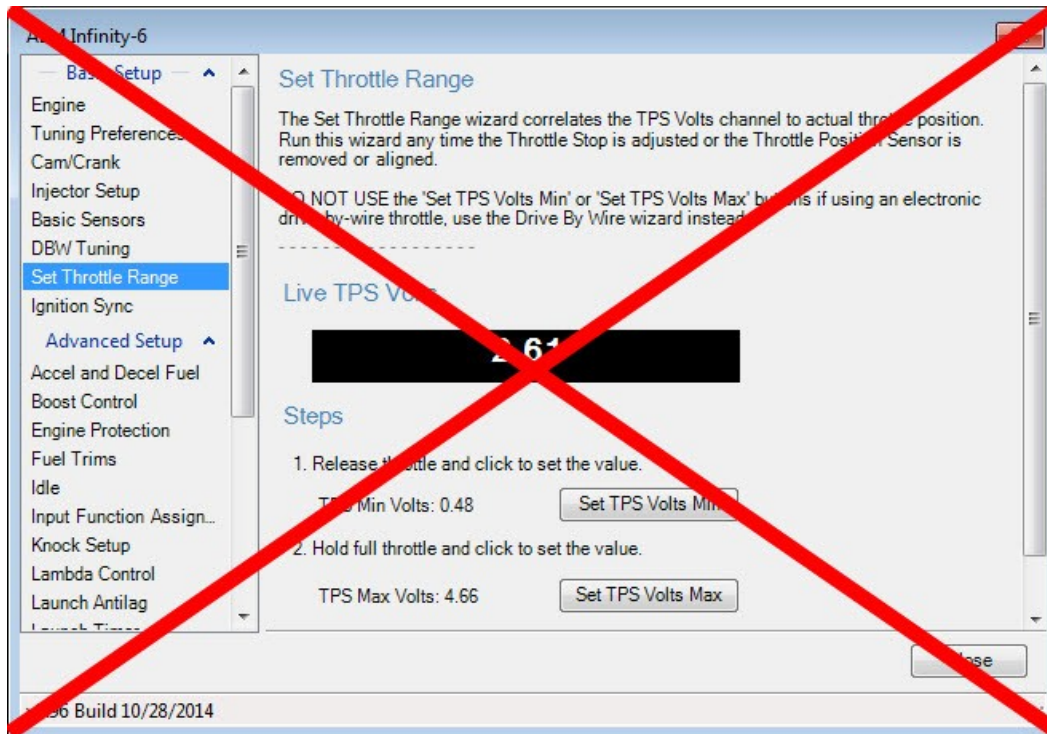 Infinity-6
Setup
Engine
Tuning Preferences
Cam/Crank
Injector Setup
Basic Sensors
DBW Tuning
Set Throttle Range
Ignition Sync
Advanced Setup
Accel and Decel Fuel
Boost Control
Engine Protection
Fuel Trims
Idle
Input Function Assign...
Knock Setup
Lambda Control
Launch Antilag
Set Throttle Range
The Set Throttle Range wizard correlates the TPS Volts channel to actual throttle position.
Run this wizard any time the Throttle Stop is adjusted or the Throttle Position Sensor is
removed or aligned.
DO NOT USE the 'Set TPS Volts Min' or 'Set TPS Volts Max' buttons if using an electronic
drive-by-wire throttle, use the Drive By Wire wizard instead
- - - - - - - - - - - - - - - - - -
Live TPS Volts
2.61
Steps
1. Release throttle and click to set the value.
TPS Min Volts: 0.48
Set TPS Volts Min
2. Hold full throttle and click to set the value.
TPS Max Volts: 4.66
Set TPS Volts Max
Close
96 Build 10/28/2014